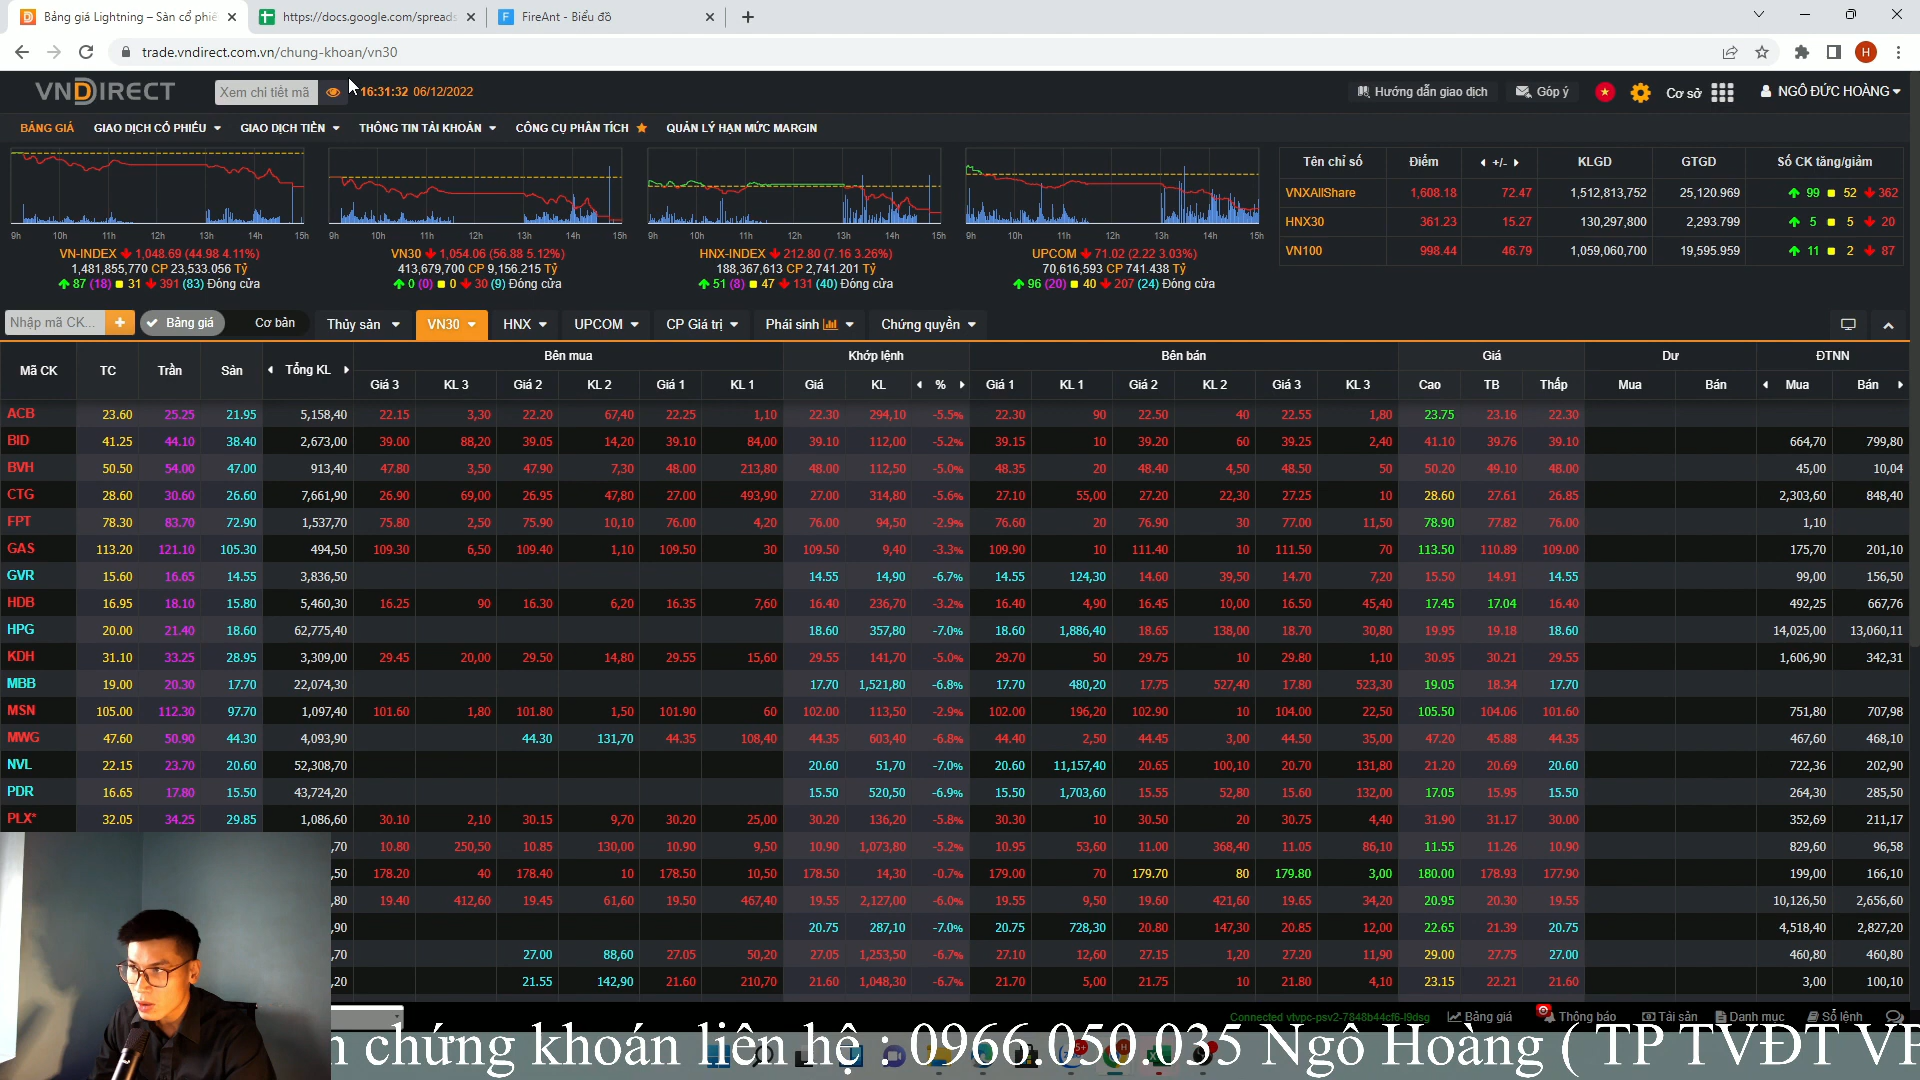 Bảng giá Lightning – Sàn cổ phiế
https://docs.google.com/spreads
FireAnt - Biểu đồ
trade.vndirect.com.vn/chung-khoan/vn30
H
VNDIRECT
Xem chi tiết mã
16:31:32 06/12/2022
Hướng dẫn giao dịch
Góp ý
Cơ sở
NGÔ ĐỨC HOÀNG
BẢNG GIÁ
GIAO DỊCH CỔ PHIẾU
GIAO DỊCH TIỀN
THÔNG TIN TÀI KHOẢN
CÔNG CỤ PHÂN TÍCH
QUẢN LÝ HẠN MỨC MARGIN
9h 10h 11h 12h 13h 14h 15h
VN-INDEX 1,048.69 (44.98 4.11%)
1,481,855,770 CP 23,533.056 Tỷ
87 (18) 31 391 (83) Đóng cửa
9h 10h 11h 12h 13h 14h 15h
VN30 1,054.06 (56.88 5.12%)
413,679,700 CP 9,156.215 Tỷ
0 (0) 0 30 (9) Đóng cửa
9h 10h 11h 12h 13h 14h 15h
HNX-INDEX 212.80 (7.16 3.26%)
188,367,613 CP 2,741.201 Tỷ
51 (8) 47 131 (40) Đóng cửa
9h 10h 11h 12h 13h 14h 15h
UPCOM 71.02 (2.22 3.03%)
70,616,593 CP 741.438 Tỷ
96 (20) 40 207 (24) Đóng cửa
Tên chỉ số Điểm +/- KLGD GTGD Số CK tăng/giảm
VNXAllShare 1,608.18 72.47 1,512,813,752 25,120.969 99 52 362
HNX30 361.23 15.27 130,297,800 2,293.799 5 5 20
VN100 998.44 46.79 1,059,060,700 19,595.959 11 2 87
Nhập mã CK... + Bảng giá Cơ bản Thủy sản VN30 HNX UPCOM CP Giá trị Phái sinh Chứng quyền
Mã CK TC Trần Sàn Tổng KL Bên mua Khớp lệnh Bên bán Giá Dư ĐTNN
Giá 3 KL 3 Giá 2 KL 2 Giá 1 KL 1 Giá KL % Giá 1 KL 1 Giá 2 KL 2 Giá 3 KL 3 Cao TB Thấp Mua Bán Mua Bán
ACB 23.60 25.25 21.95 5,158,40 22.15 3,30 22.20 67,40 22.25 1,10 22.30 294,10 -5.5% 22.30 90 22.50 40 22.55 1,80 23.75 23.16 22.30
BID 41.25 44.10 38.40 2,673,00 39.00 88,20 39.05 14,20 39.10 84,00 39.10 112,00 -5.2% 39.15 10 39.20 60 39.25 2,40 41.10 39.76 39.10 664,70 799,80
BVH 50.50 54.00 47.00 913,40 47.80 3,50 47.90 7,30 48.00 213,80 48.00 112,50 -5.0% 48.35 20 48.40 4,50 48.50 50 50.20 49.10 48.00 45,00 10,04
CTG 28.60 30.60 26.60 7,661,90 26.90 69,00 26.95 47,80 27.00 493,90 27.00 314,80 -5.6% 27.10 55,00 27.20 22,30 27.25 10 28.60 27.61 26.85 2,303,60 848,40
FPT 78.30 83.70 72.90 1,537,70 75.80 2,50 75.90 10,10 76.00 4,20 76.00 94,50 -2.9% 76.60 20 76.90 30 77.00 11,50 78.90 77.82 76.00 1,10
GAS 113.20 121.10 105.30 494,50 109.30 6,50 109.40 1,10 109.50 30 109.50 9,40 -3.3% 109.90 10 111.40 10 111.50 70 113.50 110.89 109.00 175,70 201,10
GVR 15.60 16.65 14.55 3,836,50 14.55 14,90 -6.7% 14.55 124,30 14.60 39,50 14.70 7,20 15.50 14.91 14.55 99,00 156,50
HDB 16.95 18.10 15.80 5,460,30 16.25 90 16.30 6,20 16.35 7,60 16.40 236,70 -3.2% 16.40 4,90 16.45 10,00 16.50 45,40 17.45 17.04 16.40 492,25 667,76
HPG 20.00 21.40 18.60 62,775,40 18.60 357,80 -7.0% 18.60 1,886,40 18.65 138,00 18.70 30,80 19.95 19.18 18.60 14,025,00 13,060,11
KDH 31.10 33.25 28.95 3,309,00 29.45 20,00 29.50 14,80 29.55 15,60 29.55 141,70 -5.0% 29.70 50 29.75 10 29.80 1,10 30.95 30.21 29.55 1,606,90 342,31
MBB 19.00 20.30 17.70 22,074,30 17.70 1,521,80 -6.8% 17.70 480,20 17.75 527,40 17.80 523,30 19.05 18.34 17.70
MSN 105.00 112.30 97.70 1,097,40 101.60 1,80 101.80 1,50 101.90 60 102.00 113,50 -2.9% 102.00 196,20 102.90 10 104.00 22,50 105.50 104.06 101.60 751,80 707,98
MWG 47.60 50.90 44.30 4,093,90 44.30 131,70 44.35 108,40 44.35 603,40 -6.8% 44.40 2,50 44.45 3,00 44.50 35,00 47.20 45.88 44.35 467,60 468,10
NVL 22.15 23.70 20.60 52,308,70 20.60 51,70 -7.0% 20.60 11,157,40 20.65 100,10 20.70 131,80 21.20 20.69 20.60 722,36 202,90
PDR 16.65 17.80 15.50 43,724,20 15.50 520,50 -6.9% 15.50 1,703,60 15.55 52,80 15.60 132,00 17.05 15.95 15.50 264,30 285,50
PLX* 32.05 34.25 29.85 1,086,60 30.10 2,10 30.15 9,70 30.20 25,00 30.20 136,20 -5.8% 30.30 10 30.50 20 30.75 4,40 31.90 31.17 30.00 352,69 211,17
,70 10.80 250,50 10.85 130,00 10.90 9,50 10.90 1,073,80 -5.2% 10.95 53,60 11.00 368,40 11.05 86,10 11.55 11.26 10.90 829,60 96,58
,50 178.20 40 178.40 10 178.50 10,50 178.50 14,30 -0.7% 179.00 70 179.70 80 179.80 3,00 180.00 178.93 177.90 199,00 166,10
,80 19.40 412,60 19.45 61,60 19.50 467,40 19.55 2,127,00 -6.0% 19.55 9,50 19.60 421,60 19.65 34,20 20.95 20.30 19.55 10,126,50 2,656,60
,90 20.75 287,10 -7.0% 20.75 728,30 20.80 147,30 20.85 12,00 22.65 21.39 20.75 4,518,40 2,827,20
,70 27.00 88,60 27.05 50,20 27.05 1,253,50 -6.7% 27.10 12,60 27.15 1,20 27.20 11,90 29.00 27.75 27.00 460,80 460,80
,20 21.55 142,90 21.60 210,70 21.60 1,048,30 -6.7% 21.70 5,00 21.75 10 21.80 4,10 23.15 22.21 21.60 3,00 100,10
Connected vtvpc-psv2-7848b44cf6-l9dsg Bảng giá Thông báo Tài sản Danh mục Sổ lệnh
chứng khoán liên hệ : 0966.050.035 Ngô Hoàng ( TP TVĐT VP